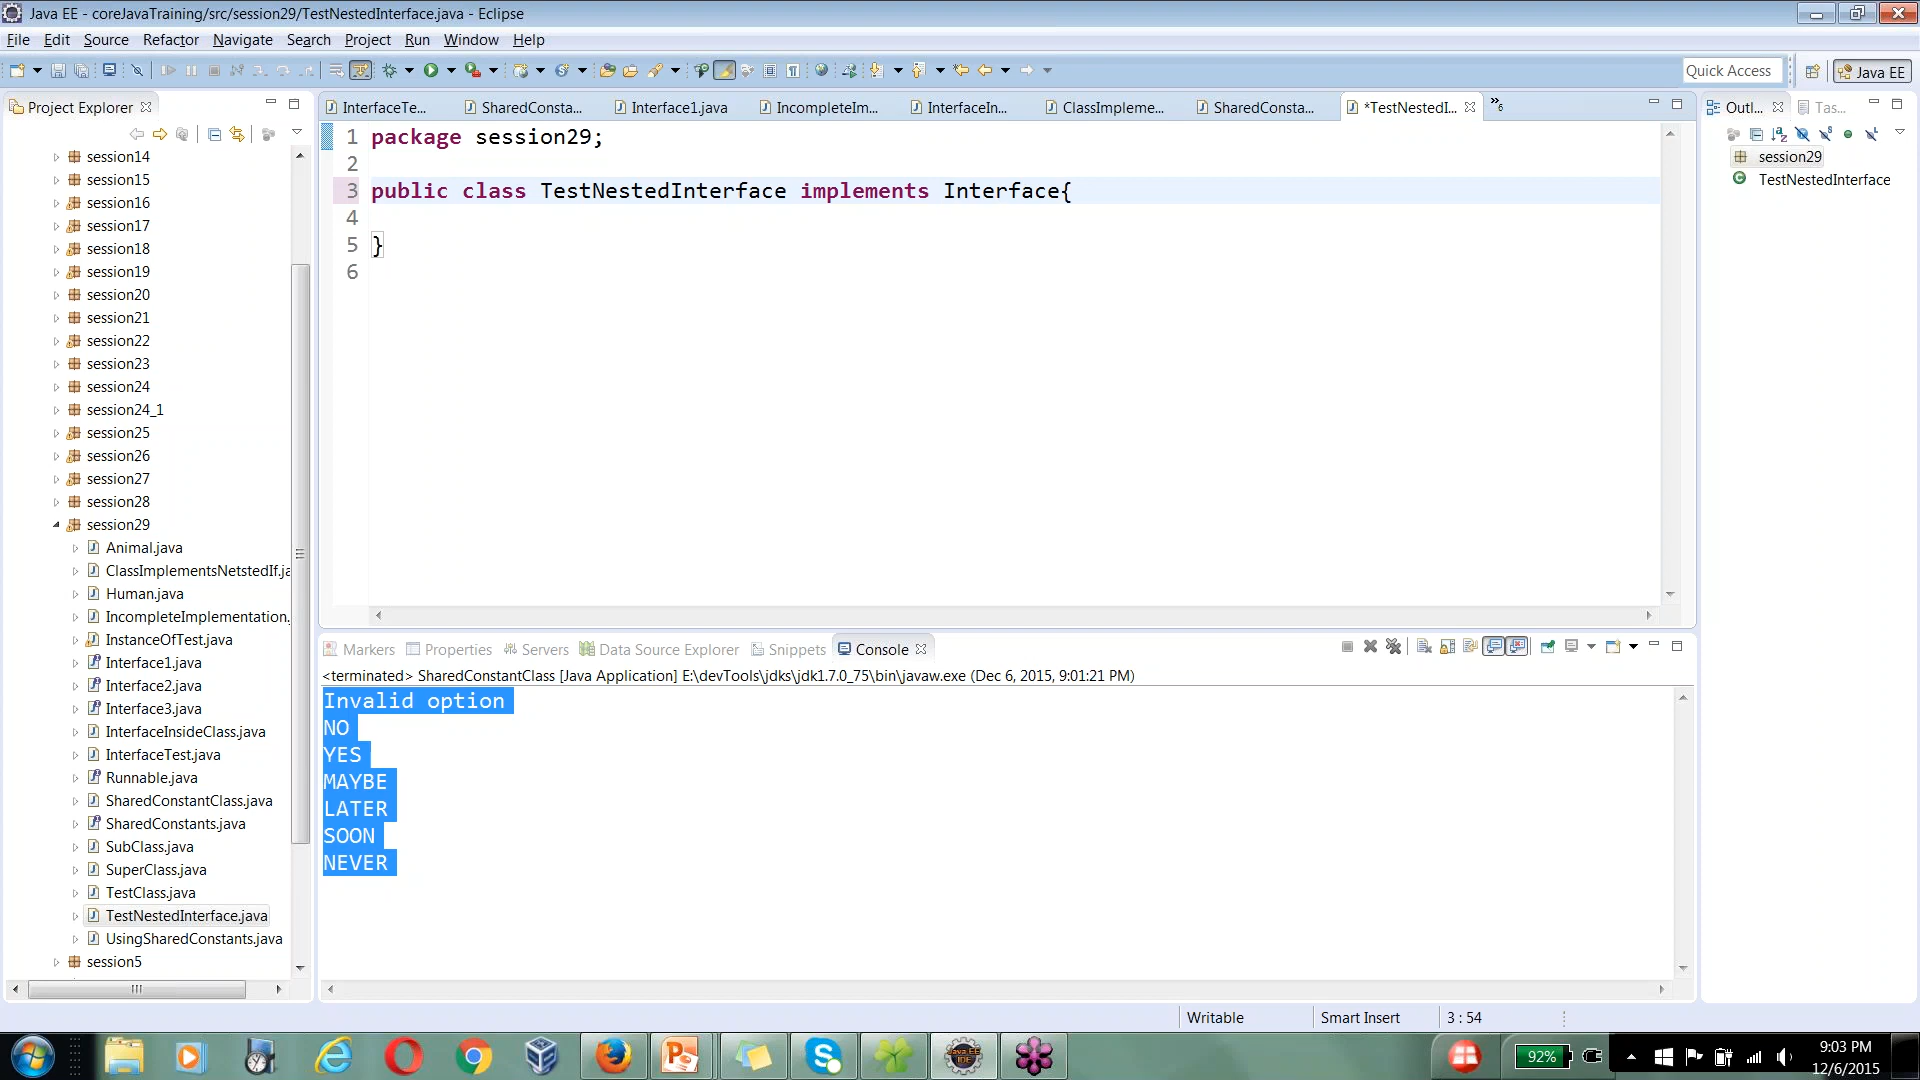 Java EE - coreJavaTraining/src/session29/TestNestedInterface.java - Eclipse
File Edit Source Refactor Navigate Search Project Run Window Help
Quick Access
Java EE
Project Explorer
session14
session15
session16
session17
session18
session19
session20
session21
session22
session23
session24
session24_1
session25
session26
session27
session28
session29
Animal.java
ClassImplementsNetstedIf.ja
Human.java
IncompleteImplementation.
InstanceOfTest.java
Interface1.java
Interface2.java
Interface3.java
InterfaceInsideClass.java
InterfaceTest.java
Runnable.java
SharedConstantClass.java
SharedConstants.java
SubClass.java
SuperClass.java
TestClass.java
TestNestedInterface.java
UsingSharedConstants.java
session5
InterfaceTe... SharedConsta... Interface1.java IncompleteIm... InterfaceIn... ClassImpleme... SharedConsta... *TestNestedI... »6
1 package session29;
2
3 public class TestNestedInterface implements Interface{
4
5 }
6
Outl... Tas...
session29
TestNestedInterface
Markers Properties Servers Data Source Explorer Snippets Console
<terminated> SharedConstantClass [Java Application] E:\devTools\jdks\jdk1.7.0_75\bin\javaw.exe (Dec 6, 2015, 9:01:21 PM)
Invalid option
NO
YES
MAYBE
LATER
SOON
NEVER
Writable Smart Insert 3 : 54
92%
9:03 PM
12/6/2015